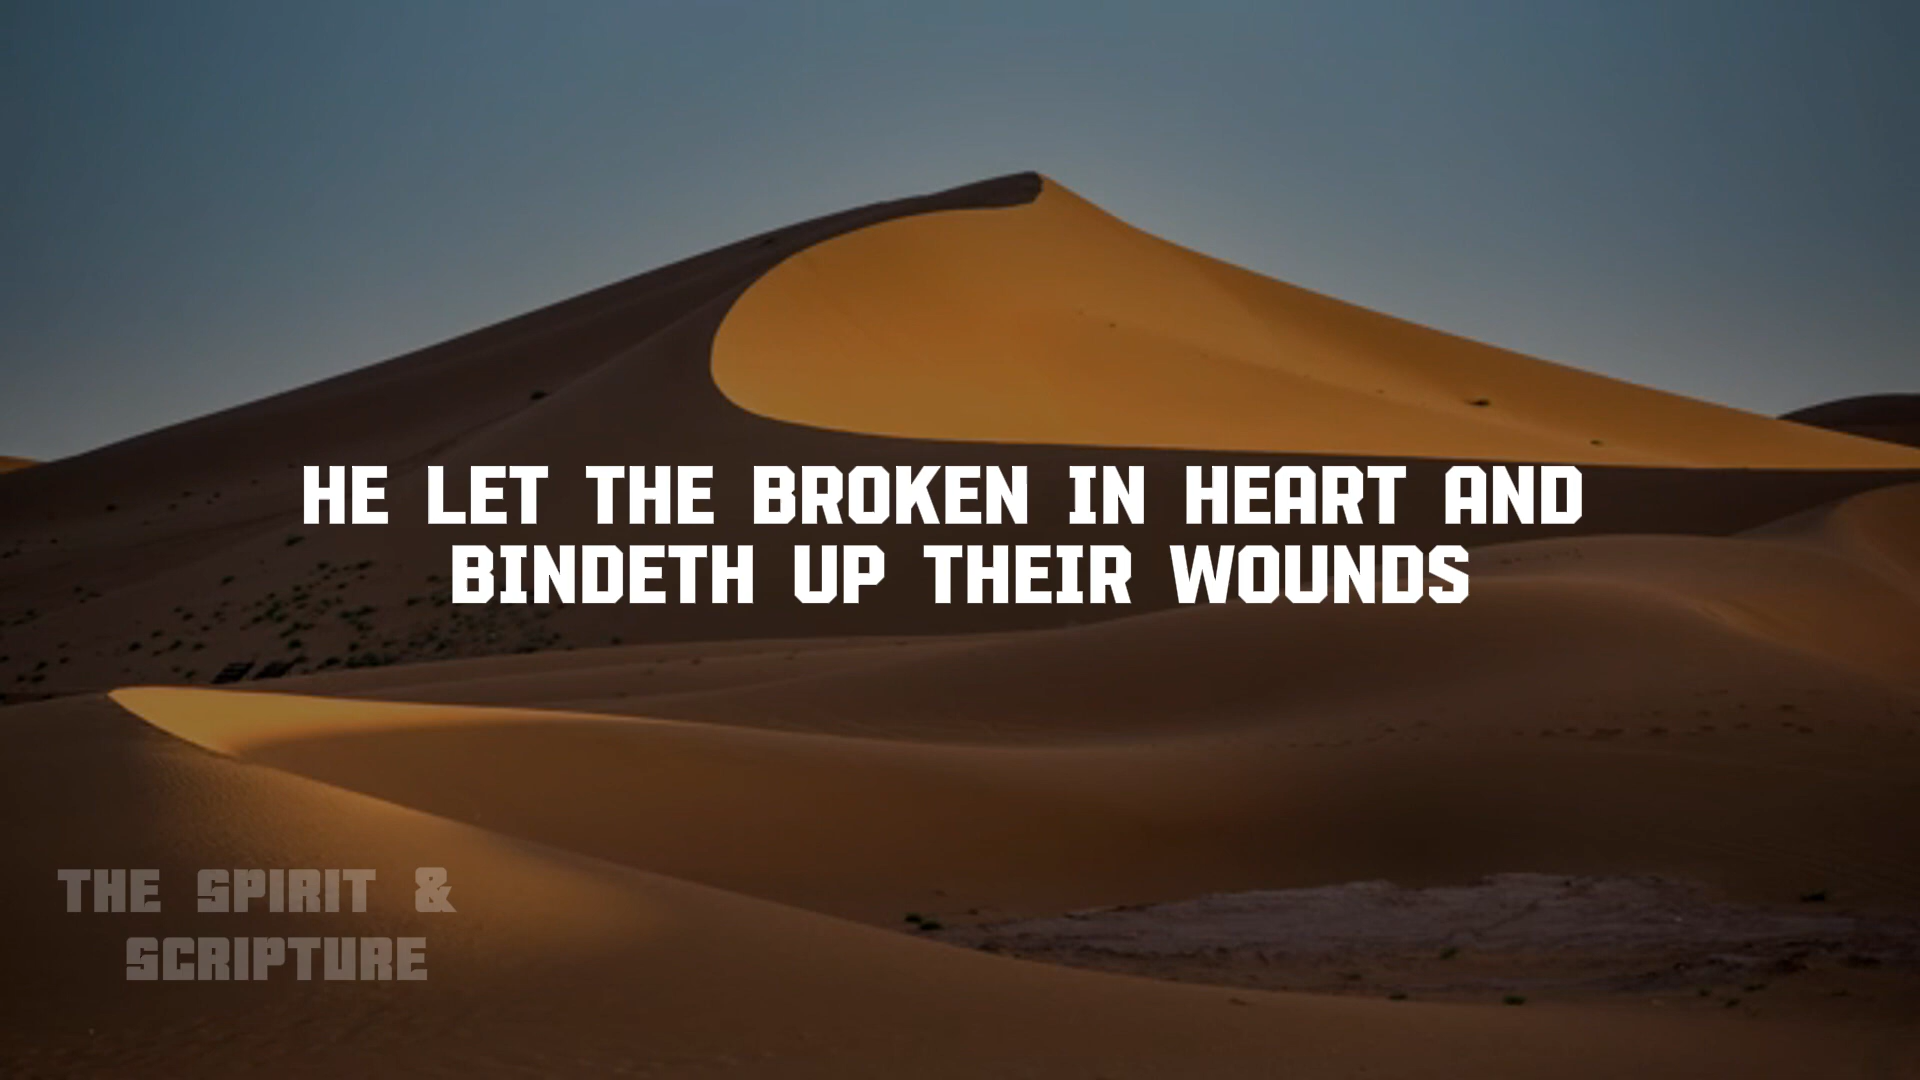 HE LET THE BROKEN IN HEART AND
BINDETH UP THEIR WOUNDS
THE SPIRIT &
SCRIPTURE